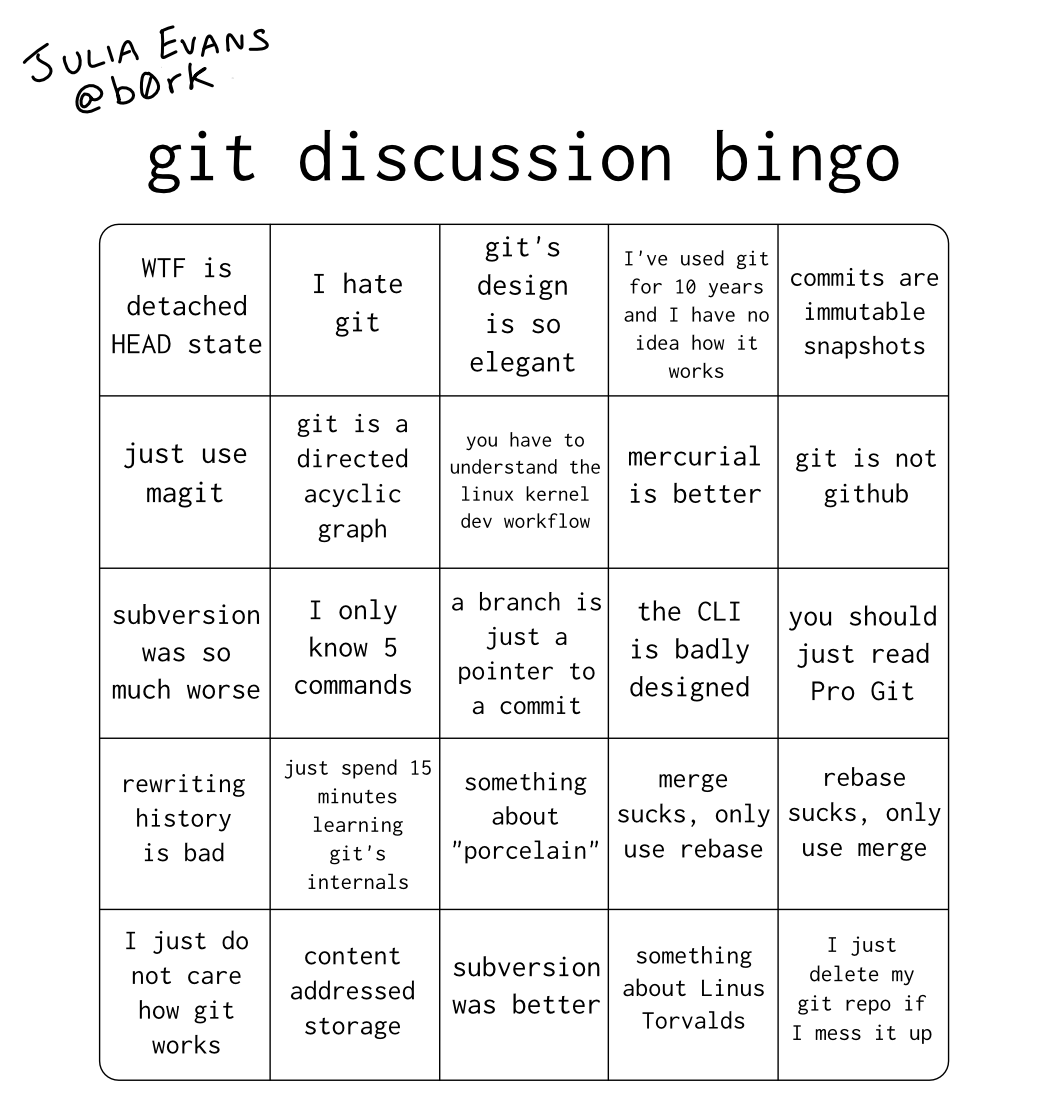 JULIA EVANS
@b0rk
git discussion bingo
WTF is
detached
HEAD state
I hate
git
git's
design
is so
elegant
I've used git
for 10 years
and I have no
idea how it
works
commits are
immutable
snapshots
just use
magit
git is a
directed
acyclic
graph
you have to
understand the
linux kernel
dev workflow
mercurial
is better
git is not
github
subversion
was so
much worse
I only
know 5
commands
a branch is
just a
pointer to
a commit
the CLI
is badly
designed
you should
just read
Pro Git
rewriting
history
is bad
just spend 15
minutes
learning
git's
internals
something
about
"porcelain"
merge
sucks, only
use rebase
rebase
sucks, only
use merge
I just do
not care
how git
works
content
addressed
storage
subversion
was better
something
about Linus
Torvalds
I just
delete my
git repo if
I mess it up